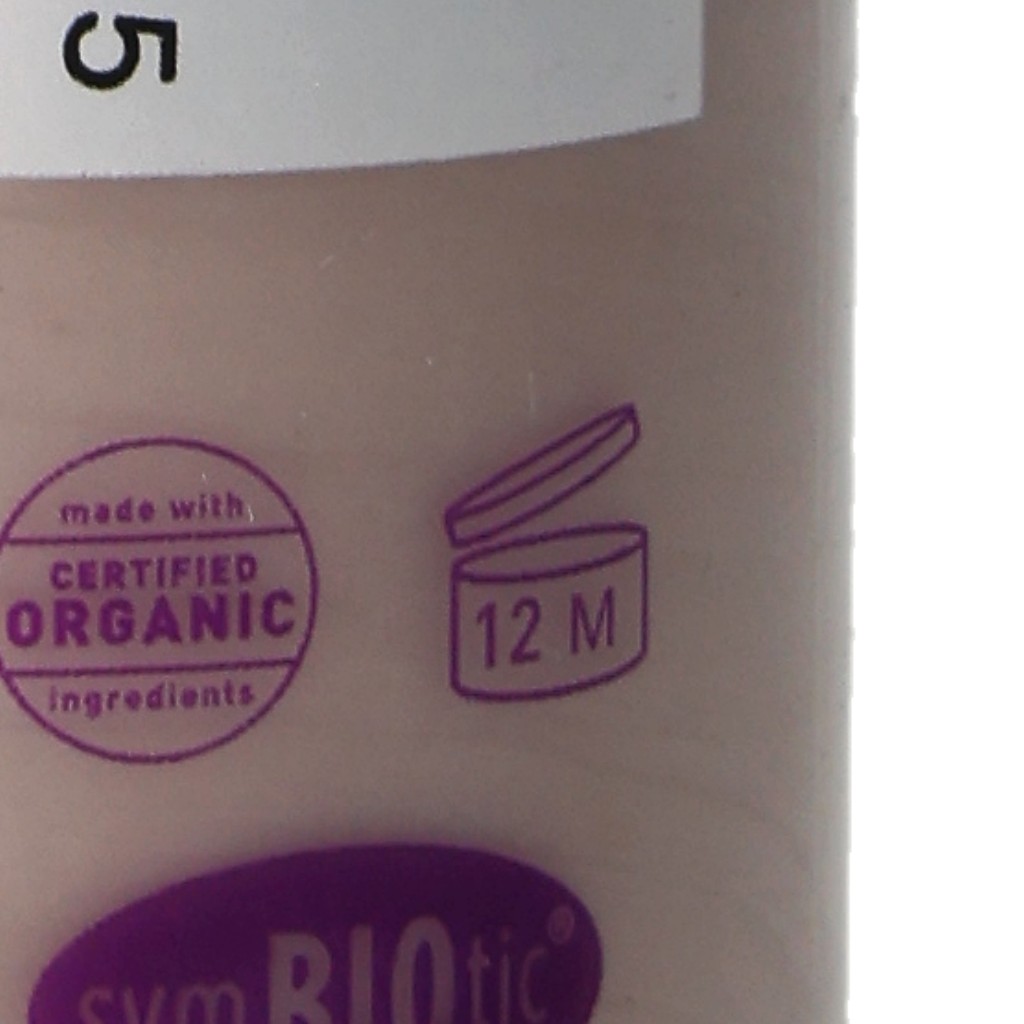 5
made with
CERTIFIED
ORGANIC
ingredients
12 M
symBIOtic®